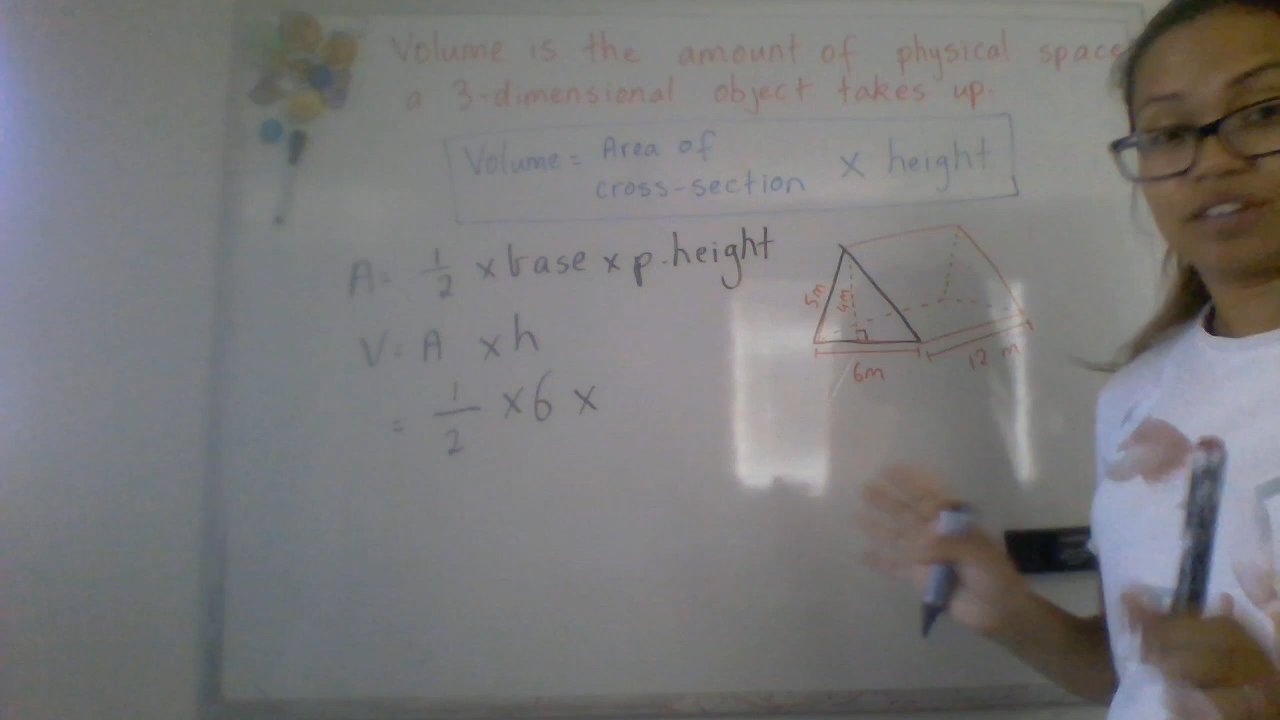 Volume is the amount of physical space
a 3-dimensional object takes up.
Volume = Area of cross-section x height
A = 1/2 x base x p.height
V = A x h
= 1/2 x 6 x
5m
4m
6m
12 m